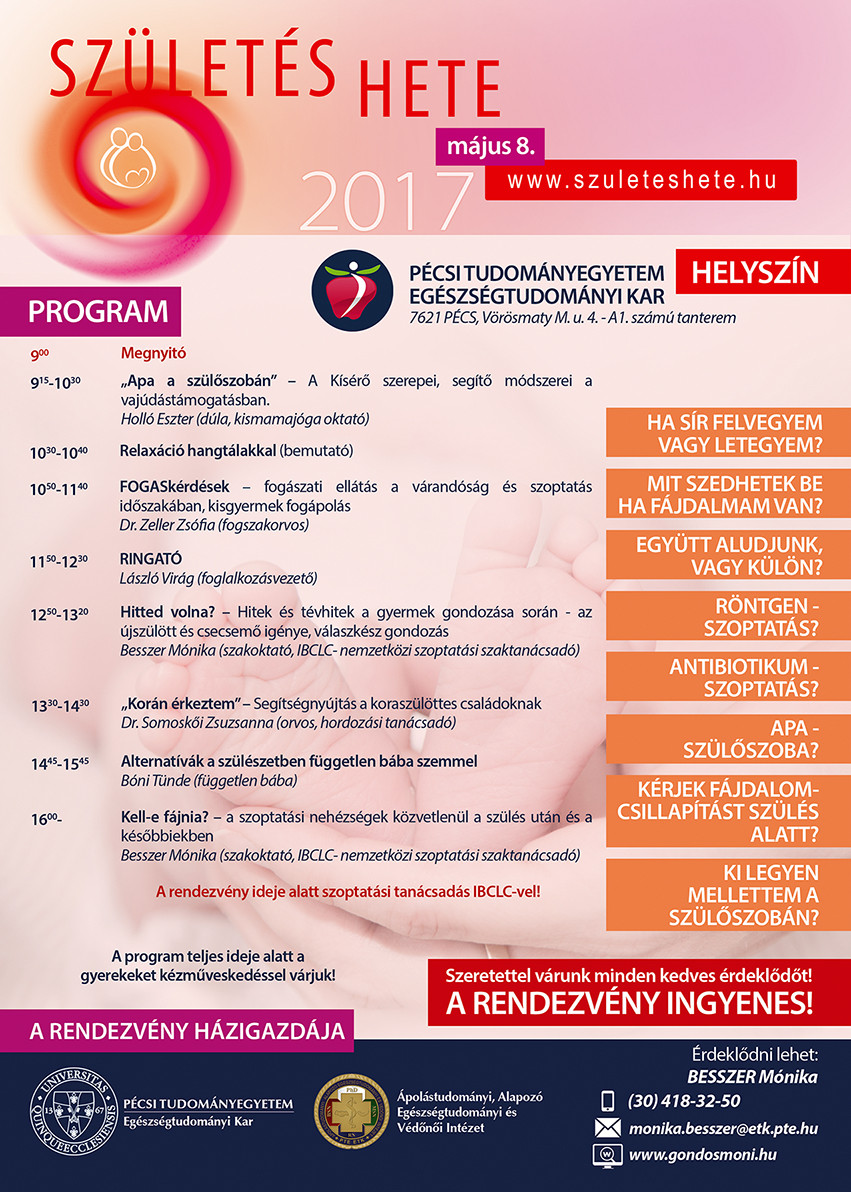 SZÜLETÉS
HETE
május 8.
2017
www.szuleteshete.hu
PÉCSI TUDOMÁNYEGYETEM
EGÉSZSÉGTUDOMÁNYI KAR
7621 PÉCS, Vörösmaty M. u. 4. - A1. számú tanterem
HELYSZÍN
PROGRAM
9⁰⁰ Megnyitó
9¹⁵-10³⁰ „Apa a szülőszobán” – A Kísérő szerepei, segítő módszerei a
vajúdástámogatásban.
Holló Eszter (dúla, kismamajóga oktató)
10³⁰-10⁴⁰ Relaxáció hangtálakkal (bemutató)
10⁵⁰-11⁴⁰ FOGASkérdések – fogászati ellátás a várandóság és szoptatás
időszakában, kisgyermek fogápolás
Dr. Zeller Zsófia (fogszakorvos)
11⁵⁰-12³⁰ RINGATÓ
László Virág (foglalkozásvezető)
12⁵⁰-13²⁰ Hitted volna? – Hitek és tévhitek a gyermek gondozása során - az
újszülött és csecsemő igénye, válaszkész gondozás
Besszer Mónika (szakoktató, IBCLC- nemzetközi szoptatási szaktanácsadó)
13³⁰-14³⁰ „Korán érkeztem” – Segítségnyújtás a koraszülöttes családoknak
Dr. Somoskői Zsuzsanna (orvos, hordozási tanácsadó)
14⁴⁵-15⁴⁵ Alternatívák a szülészetben független bába szemmel
Bóni Tünde (független bába)
16⁰⁰- Kell-e fájnia? – a szoptatási nehézségek közvetlenül a szülés után és a
későbbiekben
Besszer Mónika (szakoktató, IBCLC- nemzetközi szoptatási szaktanácsadó)
A rendezvény ideje alatt szoptatási tanácsadás IBCLC-vel!
HA SÍR FELVEGYEM
VAGY LETEGYEM?
MIT SZEDHETEK BE
HA FÁJDALMAM VAN?
EGYÜTT ALUDJUNK,
VAGY KÜLÖN?
RÖNTGEN -
SZOPTATÁS?
ANTIBIOTIKUM -
SZOPTATÁS?
APA -
SZÜLŐSZOBA?
KÉRJEK FÁJDALOM-
CSILLAPÍTÁST SZÜLÉS
ALATT?
KI LEGYEN
MELLETTEM A
SZÜLŐSZOBÁN?
A program teljes ideje alatt a
gyerekeket kézműveskedéssel várjuk!
Szeretettel várunk minden kedves érdeklődőt!
A RENDEZVÉNY INGYENES!
A RENDEZVÉNY HÁZIGAZDÁJA
UNIVERSITAS
QUINQUEECCLESIENSIS
13 67
PÉCSI TUDOMÁNYEGYETEM
Egészségtudományi Kar
PhD
PTE ETK
Ápolástudományi, Alapozó
Egészségtudományi és
Védőnői Intézet
Érdeklődni lehet:
BESSZER Mónika
(30) 418-32-50
monika.besszer@etk.pte.hu
www.gondosmoni.hu